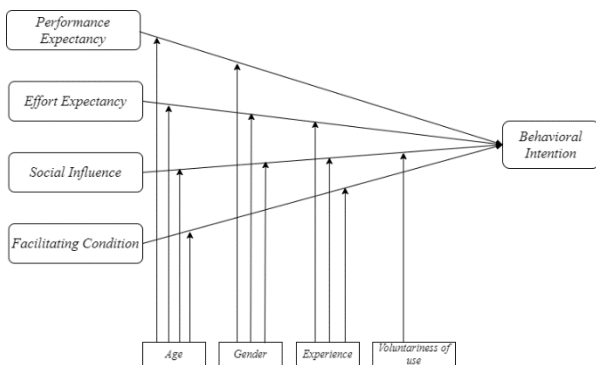 Performance
Expectancy
Effort Expectancy
Behavioral
Intention
Social Influence
Facilitating Condition
Age
Gender
Experience
Voluntariness of
use